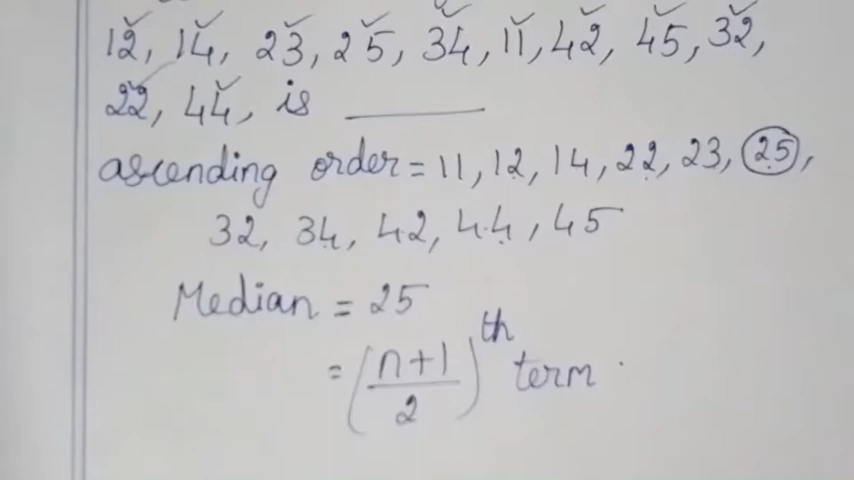 12, 14, 23, 25, 34, 11, 42, 45, 32,
22, 44, is ______
ascending order = 11, 12, 14, 22, 23, 25,
32, 34, 42, 44, 45
Median = 25
= (n+1/2)th term